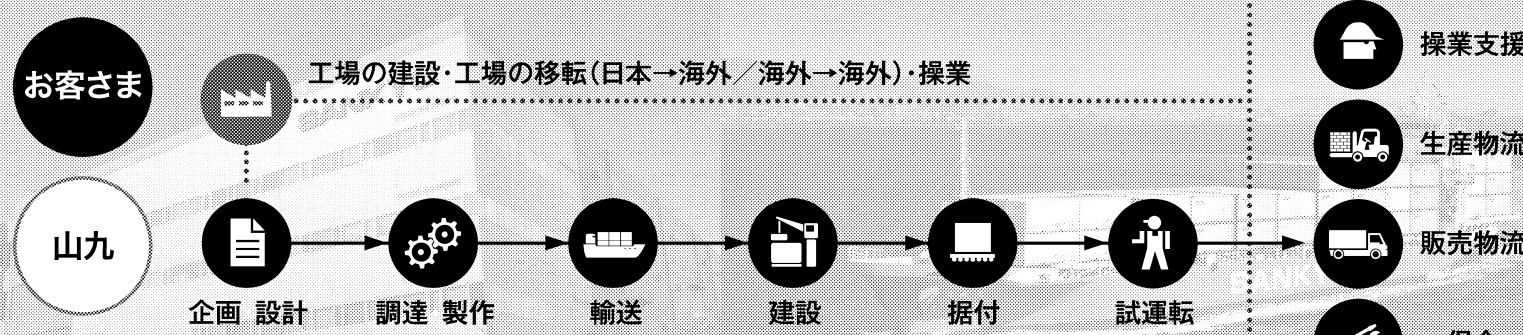 お客さま
工場の建設・工場の移転(日本→海外／海外→海外)・操業
山九
企画 設計
調達 製作
輸送
建設
据付
試運転
操業支援
生産物流
販売物流
SANK